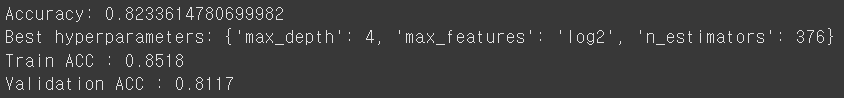 Accuracy: 0.8233614780699982
Best hyperparameters: {'max_depth': 4, 'max_features': 'log2', 'n_estimators': 376}
Train ACC : 0.8518
Validation ACC : 0.8117